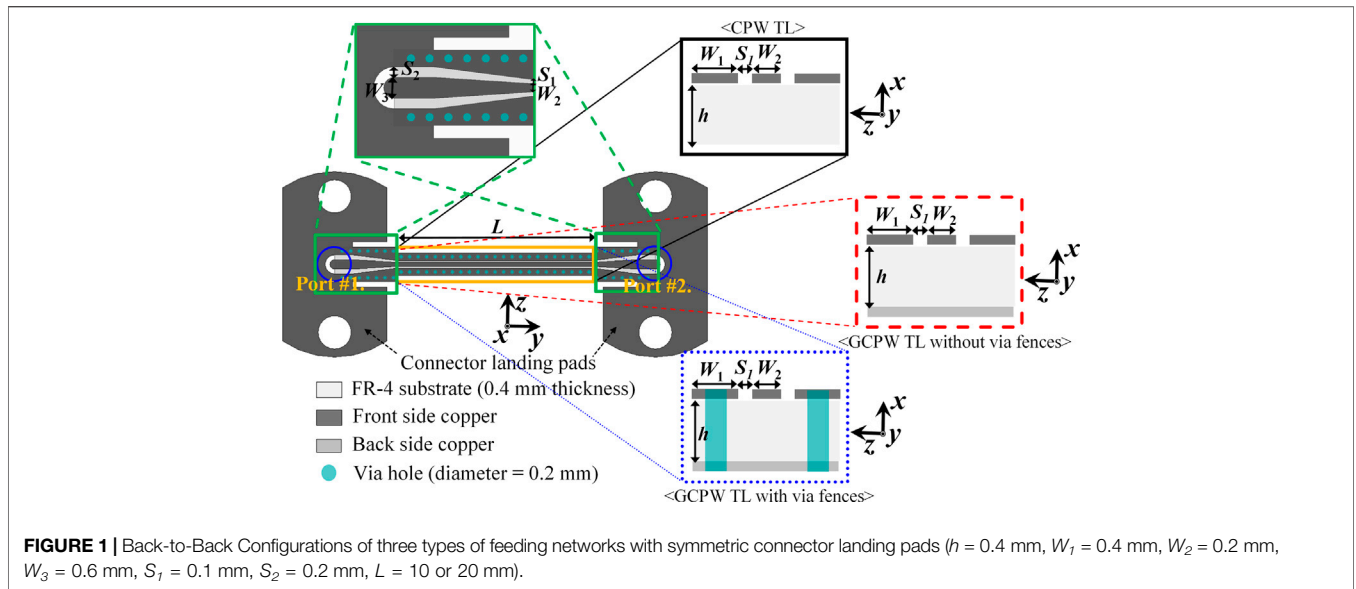 <CPW TL>
W1 S1 W2
h
x
z y
S2
W3
S1
W2
L
Port #1.
Port #2.
z
x y
Connector landing pads
FR-4 substrate (0.4 mm thickness)
Front side copper
Back side copper
Via hole (diameter = 0.2 mm)
W1 S1 W2
h
x
z y
<GCPW TL without via fences>
W1 S1 W2
h
x
z y
<GCPW TL with via fences>
FIGURE 1 | Back-to-Back Configurations of three types of feeding networks with symmetric connector landing pads (h = 0.4 mm, W1 = 0.4 mm, W2 = 0.2 mm,
W3 = 0.6 mm, S1 = 0.1 mm, S2 = 0.2 mm, L = 10 or 20 mm).